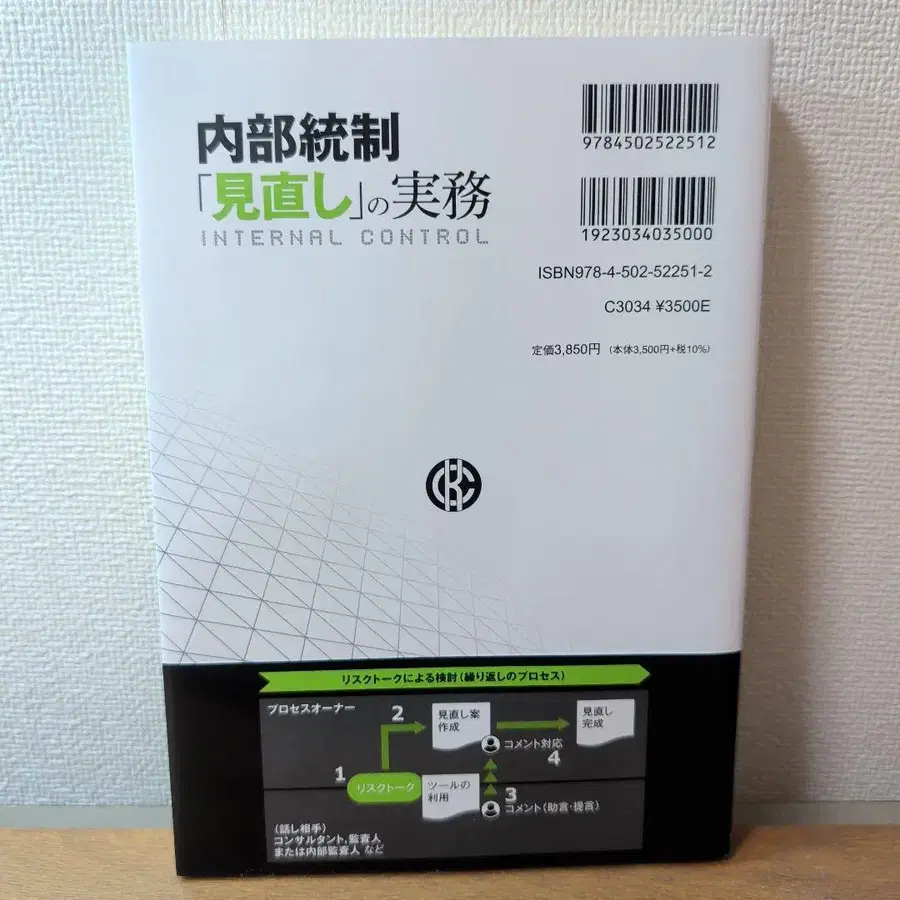 内部統制
「見直し」の実務
INTERNAL CONTROL
9784502522512
1923034035000
ISBN978-4-502-52251-2
C3034 ¥3500E
定価3,850円 (本体3,500円+税10%)
リスクトークによる検討(繰り返しのプロセス)
プロセスオーナー
2
見直し案
作成
見直し
完成
コメント対応
4
1
リスクトーク
ツールの
利用
3
コメント(助言・提言)
(話し相手)
コンサルタント、監査人
または内部監査人 など